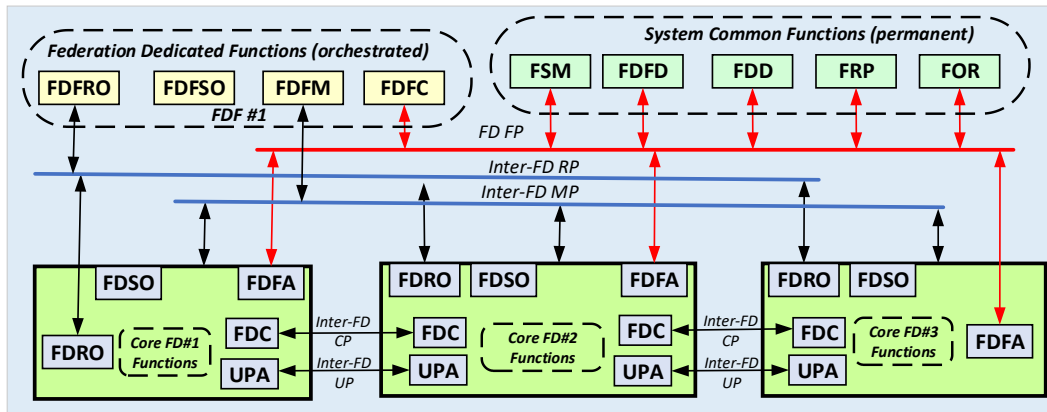 Federation Dedicated Functions (orchestrated)
System Common Functions (permanent)
FDFRO
FDFSO
FDFM
FDFC
FSM
FDFD
FDD
FRP
FOR
FDF #1
FD FP
Inter-FD RP
Inter-FD MP
FDSO
FDFA
FDRO
FDSO
FDFA
FDRO
FDSO
FDRO
Core FD#1
Functions
FDC
UPA
Inter-FD
CP
Inter-FD
UP
FDC
UPA
Core FD#2
Functions
FDC
UPA
Inter-FD
CP
Inter-FD
UP
FDC
UPA
Core FD#3
Functions
FDFA